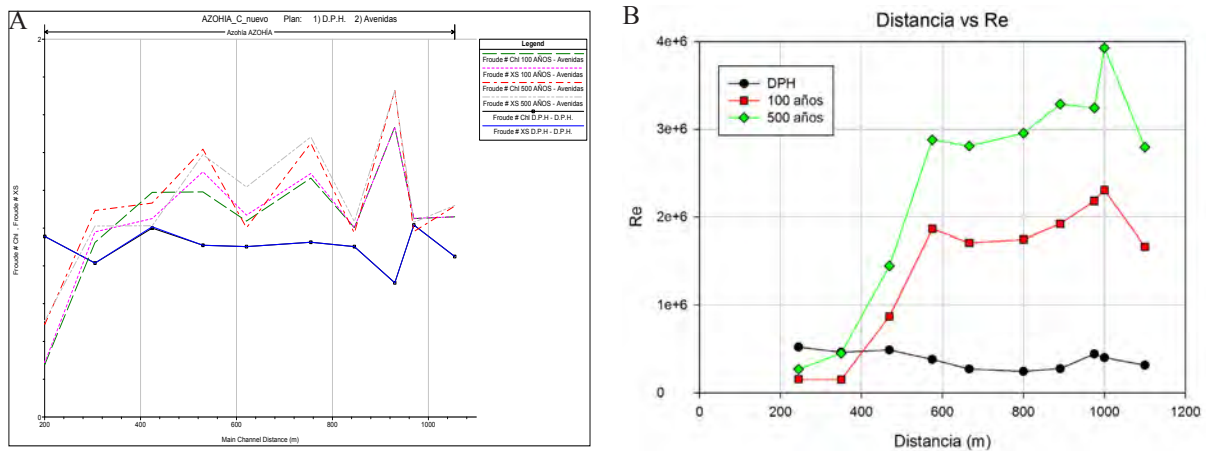 A
AZOHIA_C_nuevo Plan: 1) D.P.H. 2) Avenidas
Azohía AZOHÍA
2
Legend
Froude # Chl 100 AÑOS - Avenidas
Froude # XS 100 AÑOS - Avenidas
Froude # Chl 500 AÑOS - Avenidas
Froude # XS 500 AÑOS - Avenidas
Froude # Chl D.P.H - D.P.H.
Froude # XS D.P.H - D.P.H.
Froude # Chl , Froude # XS
0
200 400 600 800 1000
Main Channel Distance (m)
B
Distancia vs Re
4e+6
3e+6
2e+6
1e+6
0
Re
DPH
100 años
500 años
0 200 400 600 800 1000 1200
Distancia (m)